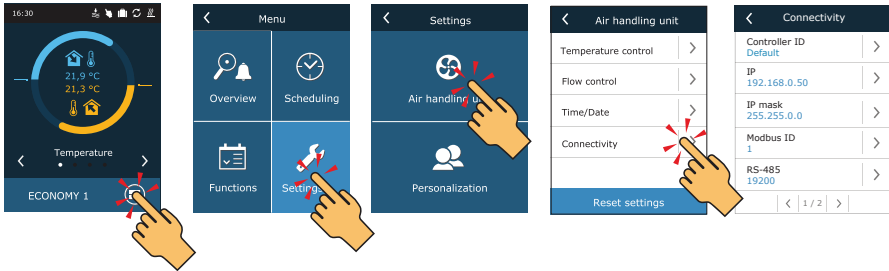 16:30
21,9 °C
21,3 °C
Temperature
ECONOMY 1
Menu
Overview
Scheduling
Functions
Settings
Settings
Air handling u
Personalization
Air handling unit
Temperature control
Flow control
Time/Date
Connectivity
Reset settings
Connectivity
Controller ID
Default
IP
192.168.0.50
IP mask
255.255.0.0
Modbus ID
1
RS-485
19200
1 / 2